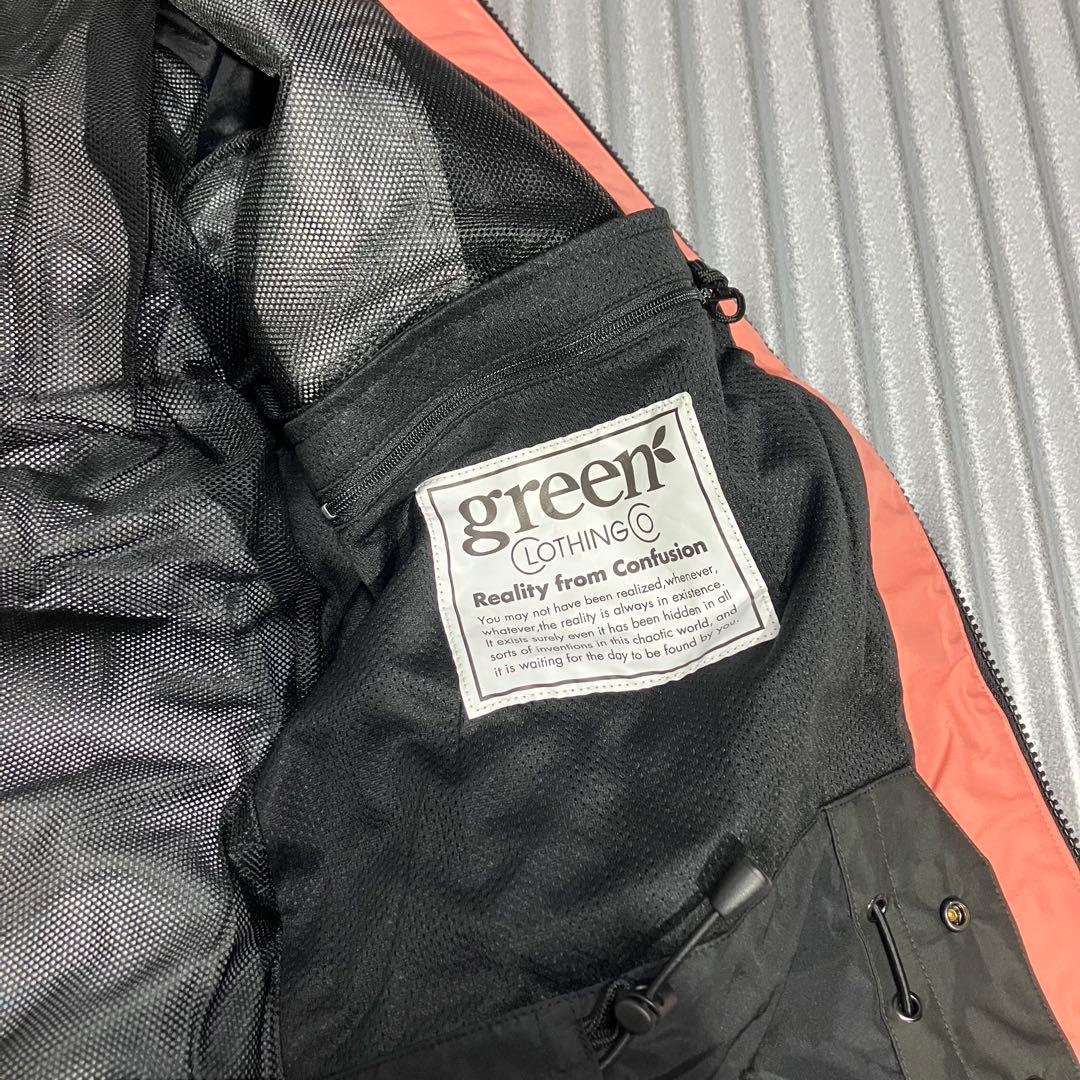 green
CLOTHING CO
Reality from Confusion
You may not have been realized,whenever,
whatever,the reality is always in existence.
It exists surely even it has been hidden in all
sorts of inventions in this chaotic world, and
it is waiting for the day to be found by you.